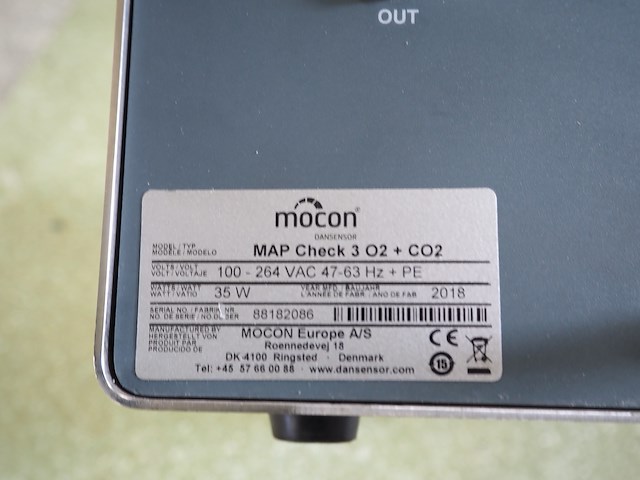 OUT
mocon®
DANSENSOR
MODEL / TYP
MODÈLE / MODELO
MAP Check 3 O2 + CO2
VOLTS / VOLT
VOLT / VOLTAJE
100 - 264 VAC 47-63 Hz + PE
WATTS / WATT
WATT / VATIO
35 W
YEAR MFD. / BAUJAHR
L'ANNÉE DE FABR. / ANO DE FAB.
2018
SERIAL NO. / FABRIK NR.
NO. DE SERIE / NO. DE SER
88182086
MANUFACTURED BY
HERGESTELLT VON
PRODUIT PAR
PRODUCIDO DE
MOCON Europe A/S
Roennedevej 18
DK-4100 Ringsted · Denmark
Tel: +45 57 66 00 88 · www.dansensor.com
CE
15